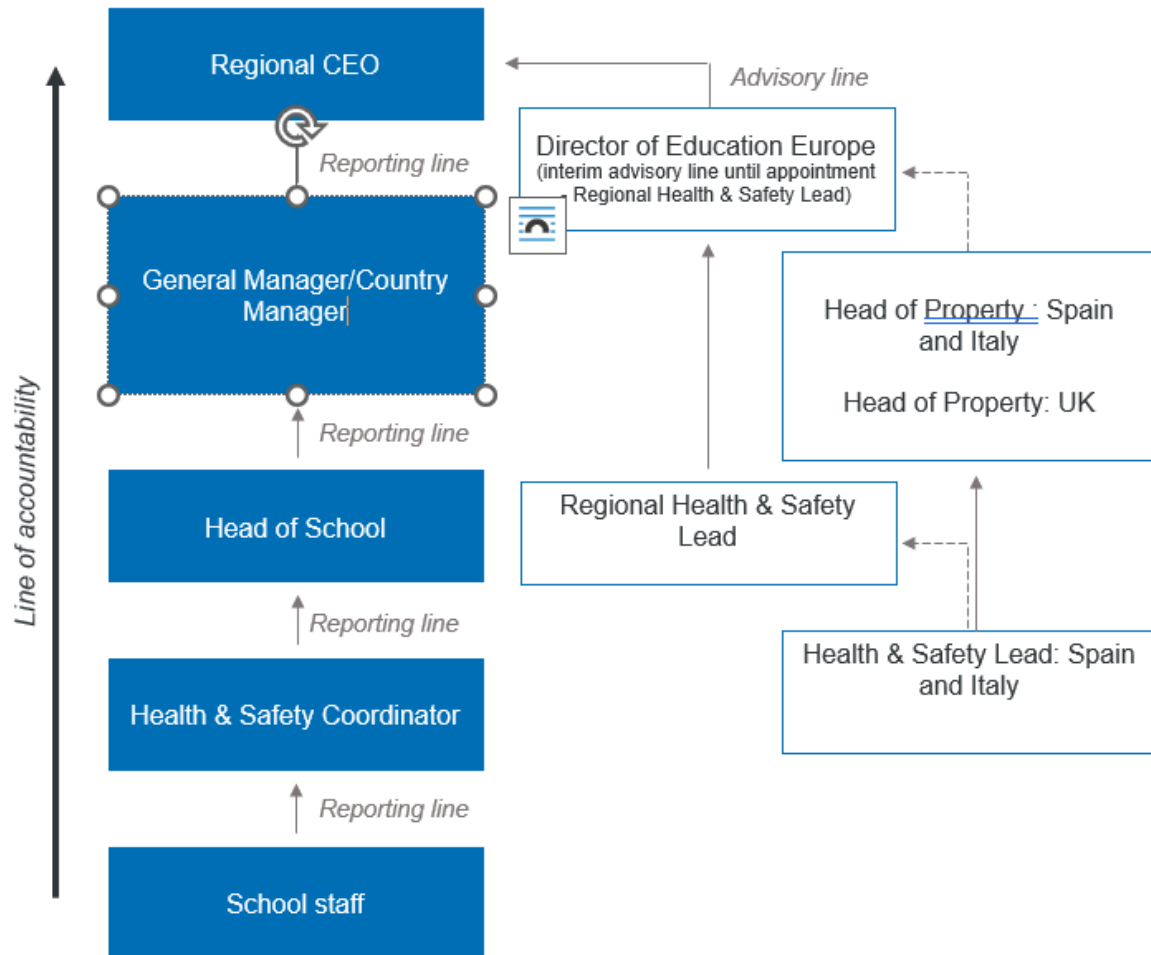 Regional CEO
Advisory line
Reporting line
Director of Education Europe
(interim advisory line until appointment
- Regional Health & Safety Lead)
General Manager/Country
Manager
Head of Property : Spain
and Italy
Head of Property: UK
Line of accountability
Reporting line
Head of School
Regional Health & Safety
Lead
Reporting line
Health & Safety Lead: Spain
and Italy
Health & Safety Coordinator
Reporting line
School staff